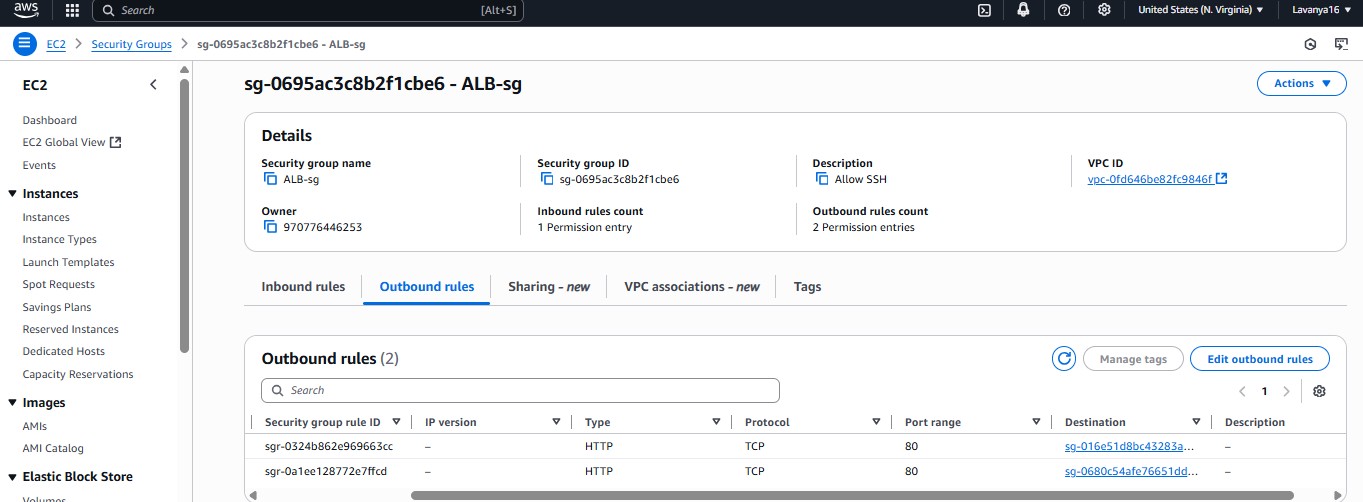 aws Search [Alt+S] United States (N. Virginia) Lavanya16
EC2 > Security Groups > sg-0695ac3c8b2f1cbe6 - ALB-sg
EC2
Dashboard
EC2 Global View
Events
Instances
Instances
Instance Types
Launch Templates
Spot Requests
Savings Plans
Reserved Instances
Dedicated Hosts
Capacity Reservations
Images
AMIs
AMI Catalog
Elastic Block Store
Volumes
sg-0695ac3c8b2f1cbe6 - ALB-sg Actions
Details
Security group name Security group ID Description VPC ID
ALB-sg sg-0695ac3c8b2f1cbe6 Allow SSH vpc-0fd646be82fc9846f
Owner Inbound rules count Outbound rules count
970776446253 1 Permission entry 2 Permission entries
Inbound rules Outbound rules Sharing - new VPC associations - new Tags
Outbound rules (2) Manage tags Edit outbound rules
Search < 1 >
Security group rule ID IP version Type Protocol Port range Destination Description
sgr-0324b862e969663cc – HTTP TCP 80 sg-016e51d8bc43283a... –
sgr-0a1ee128772e7ffcd – HTTP TCP 80 sg-0680c54afe76651dd... –